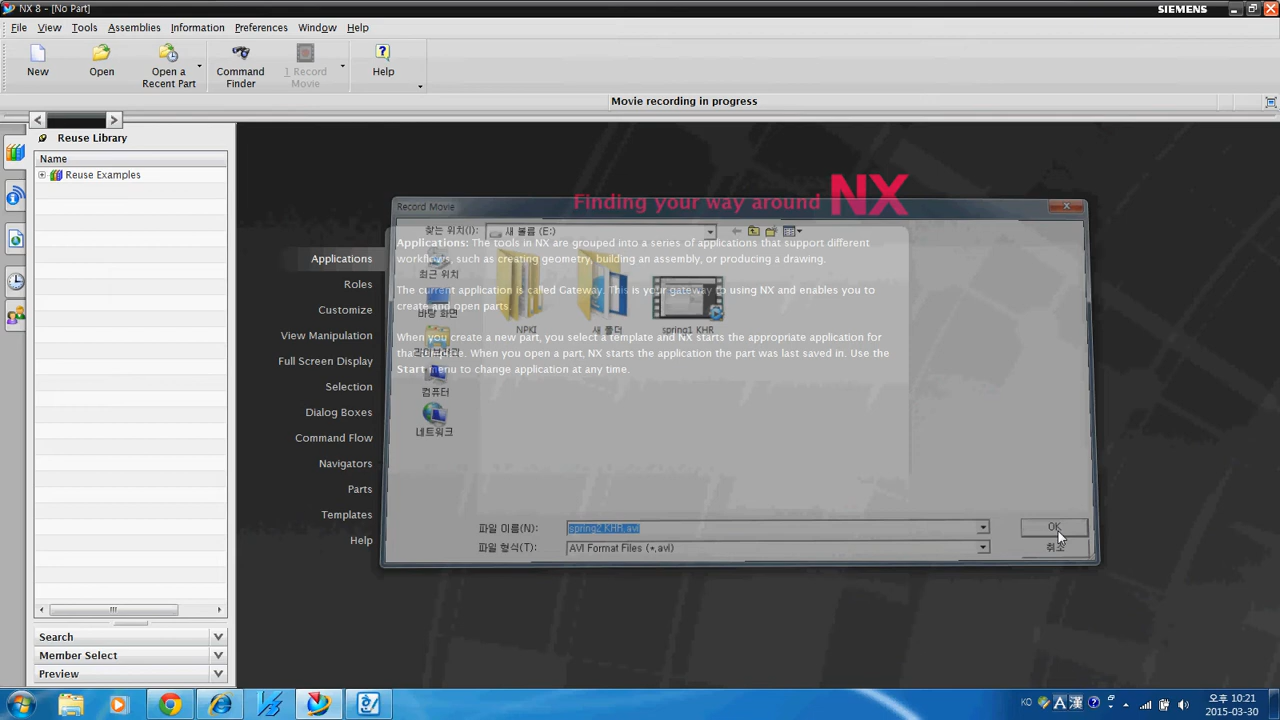 NX 8 - [No Part]
SIEMENS
File View Tools Assemblies Information Preferences Window Help
New
Open
Open a Recent Part
Command Finder
1 Record Movie
Help
Movie recording in progress
Reuse Library
Name
Reuse Examples
Finding your way around NX
Record Movie
찾는 위치(I):
새 볼륨 (E:)
Applications
Roles
Customize
View Manipulation
Full Screen Display
Selection
Dialog Boxes
Command Flow
Navigators
Parts
Templates
Help
Applications: The tools in NX are grouped into a series of applications that support different
workflows, such as creating geometry, building an assembly, or producing a drawing.
The current application is called Gateway. This is your gateway to using NX and enables you to
create and open parts.
When you create a new part, you select a template and NX starts the appropriate application for
that template. When you open a part, NX starts the application the part was last saved in. Use the
Start menu to change application at any time.
최근 위치
바탕 화면
라이브러리
컴퓨터
네트워크
NPKI
새 폴더
spring1 KHR
파일 이름(N):
spring2 KHR.avi
OK
파일 형식(T):
AVI Format Files (*.avi)
취소
Search
Member Select
Preview
KO
A
漢
오후 10:21
2015-03-30